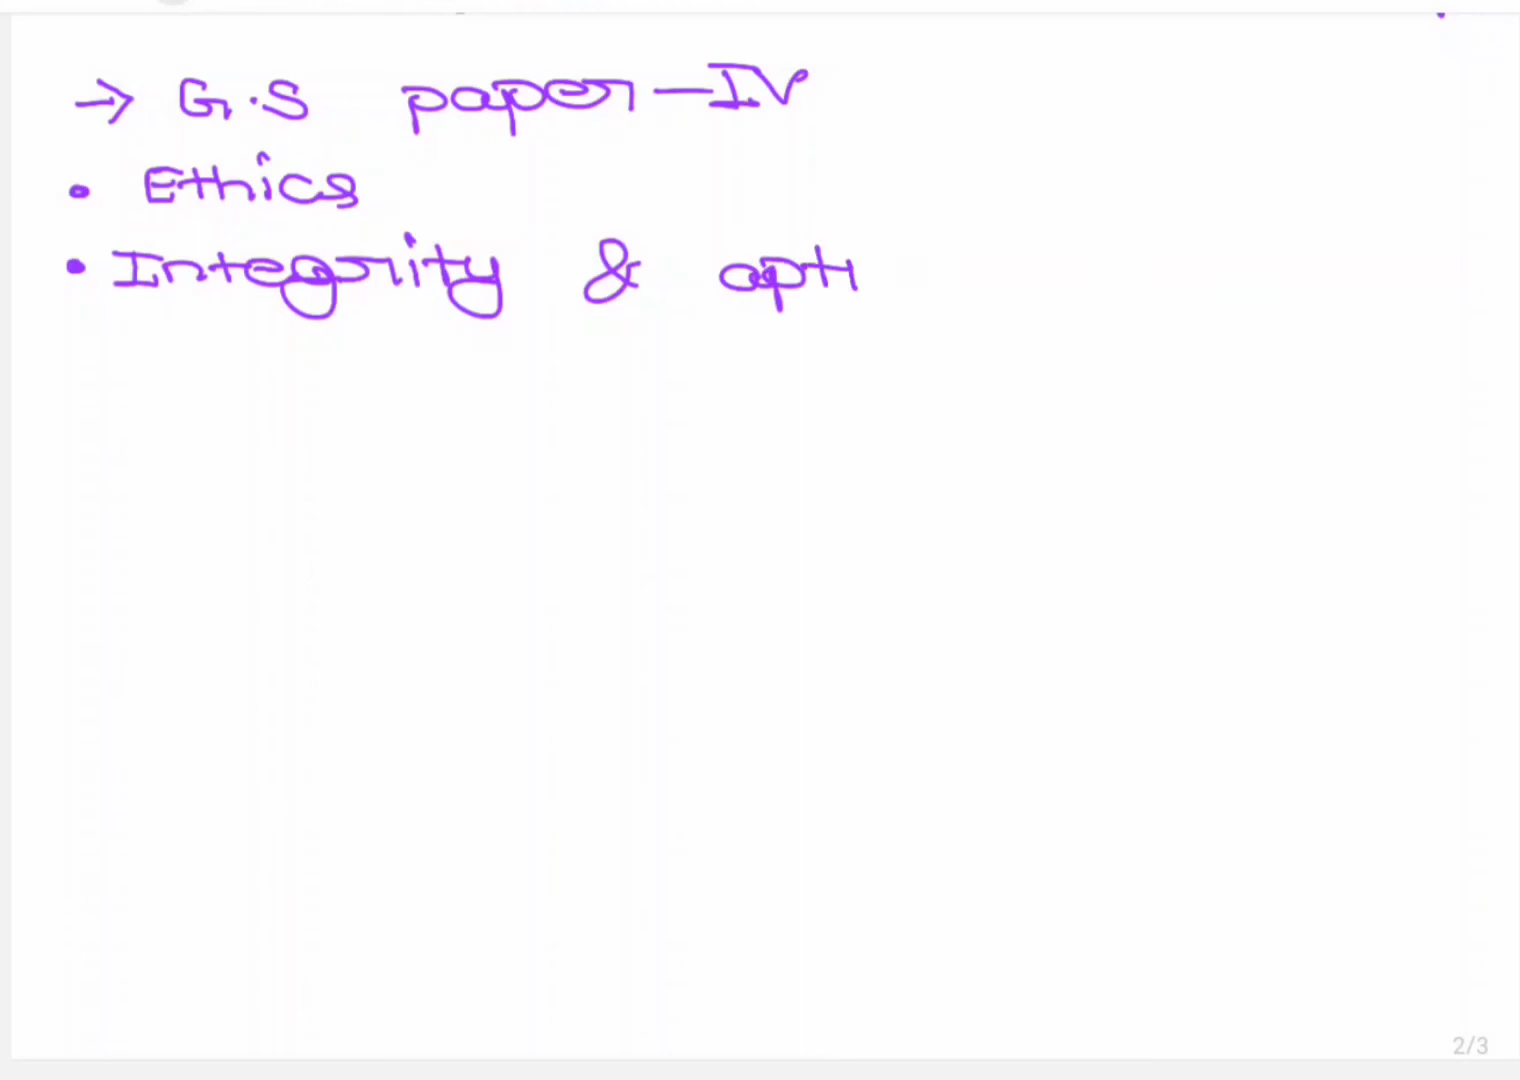 → G.S paper-IV
• Ethics
• Integrity & apti
2/3